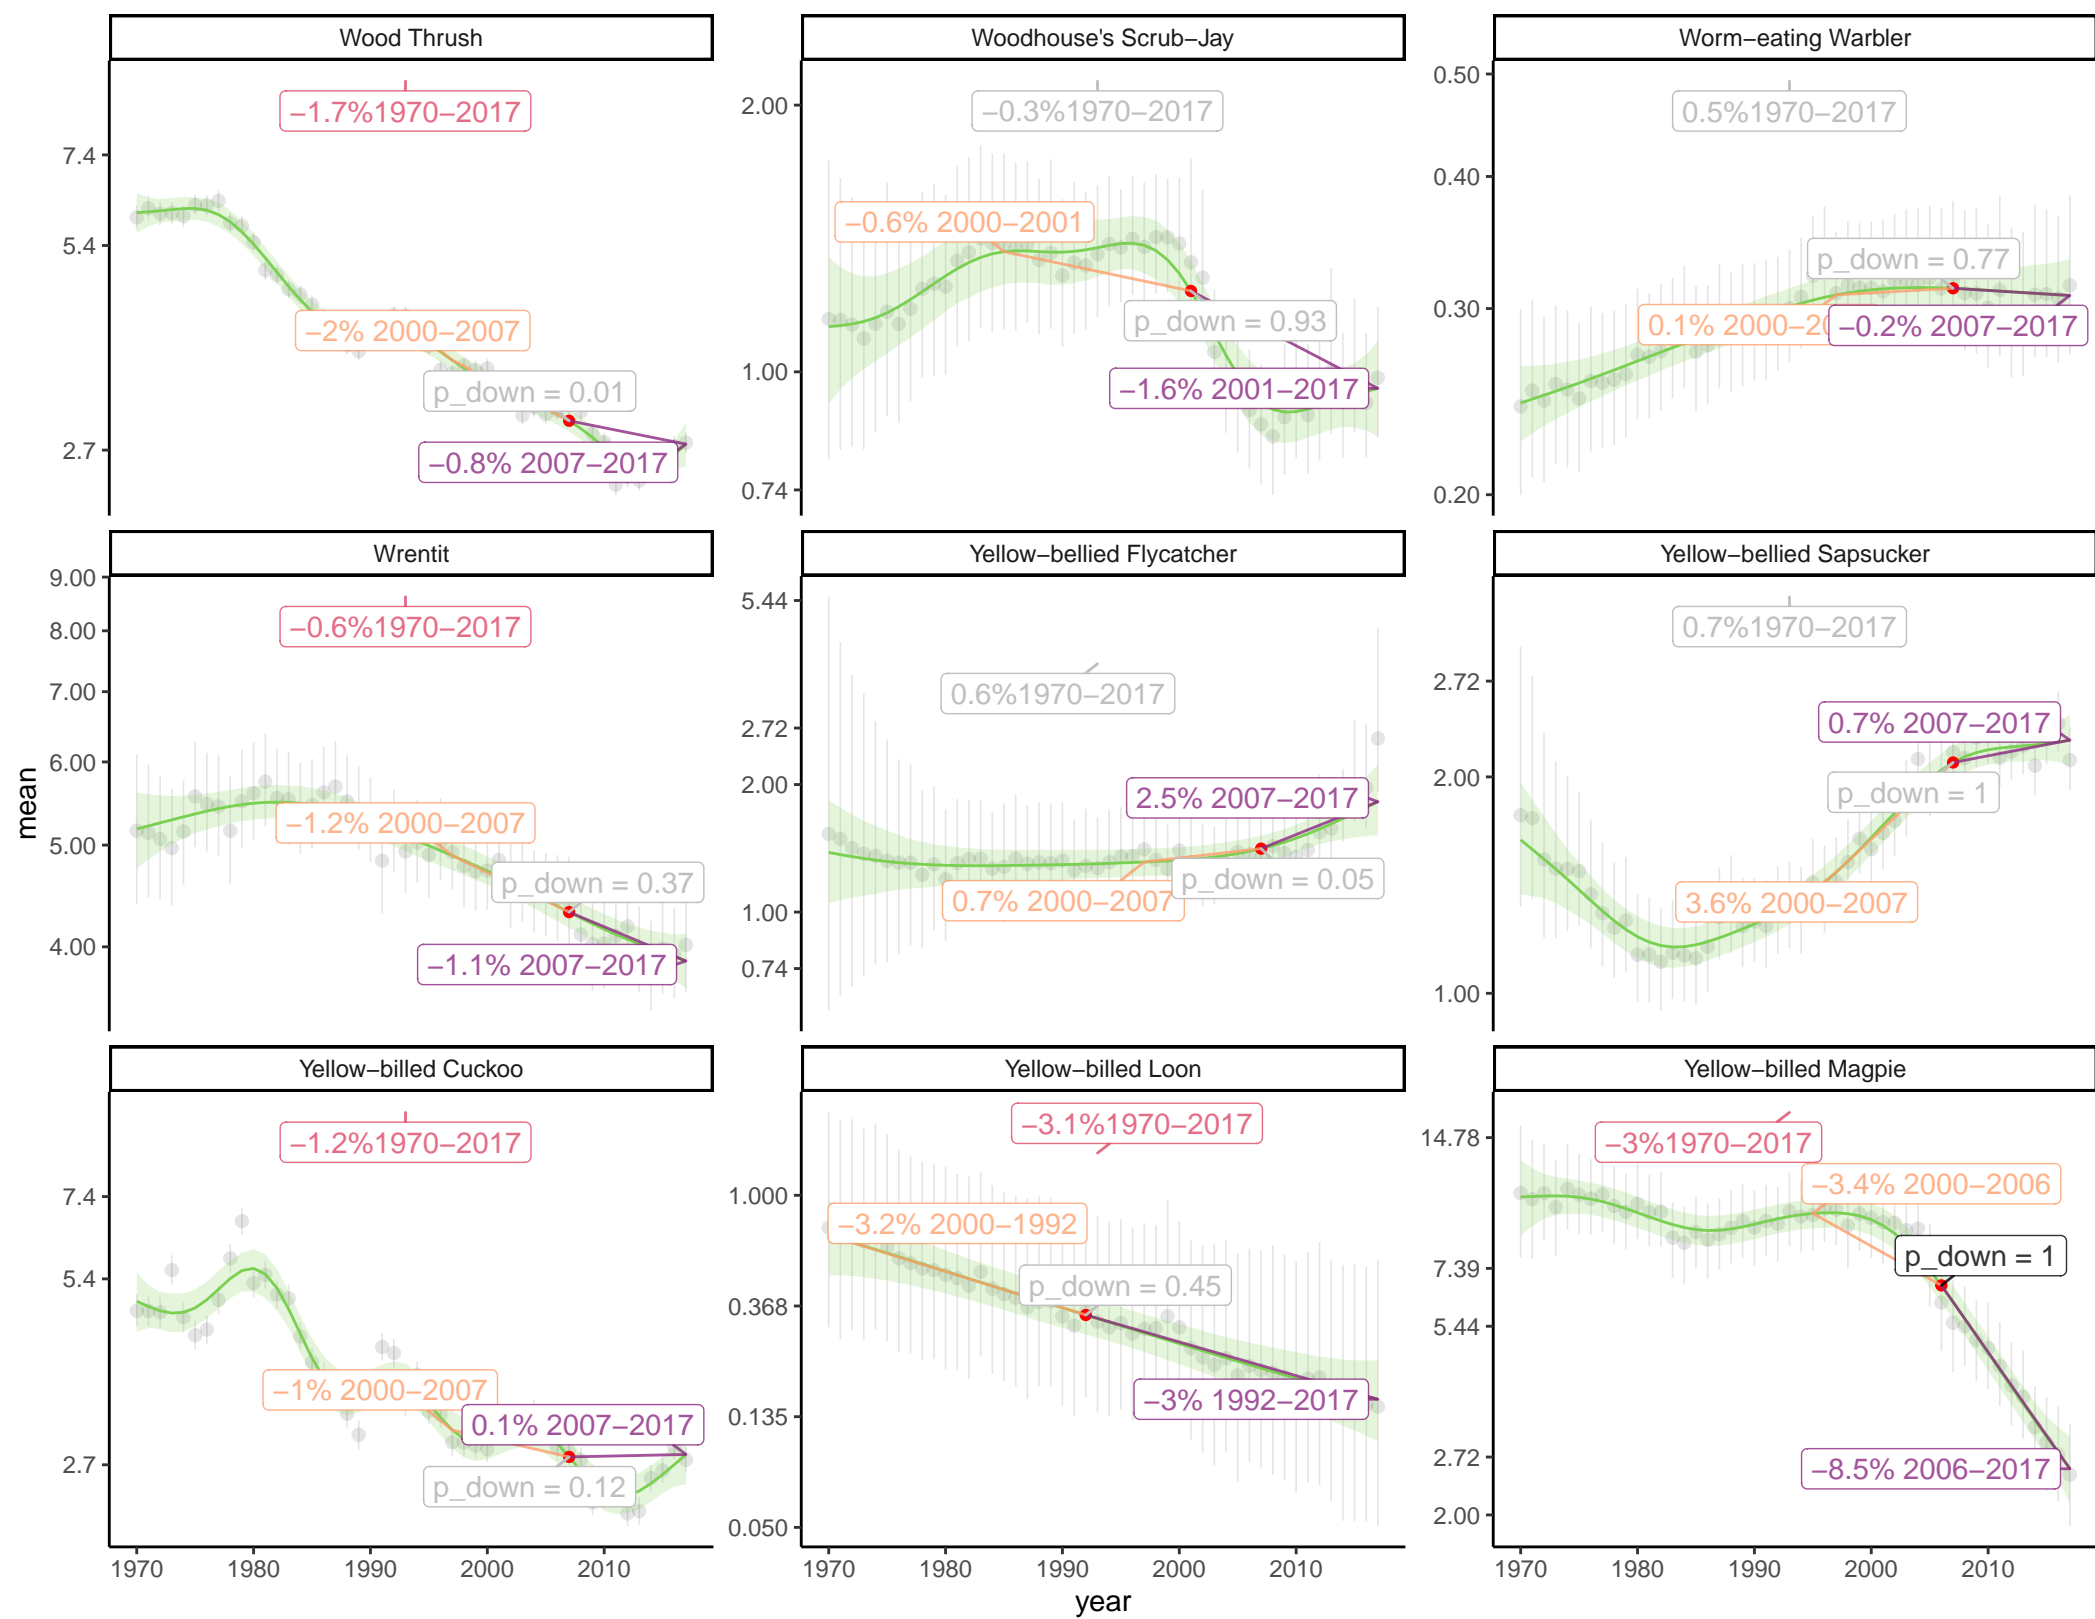 Wood Thrush
Woodhouse's Scrub−Jay
Worm−eating Warbler
−1.7%1970−2017
7.4
5.4
2.7
−2% 2000−2007
p_down = 0.01
−0.8% 2007−2017
−0.3%1970−2017
2.00
1.00
0.74
−0.6% 2000−2001
p_down = 0.93
−1.6% 2001−2017
0.5%1970−2017
0.50
0.40
0.30
0.20
p_down = 0.77
0.1%
−0.2% 2007−2017
Wrentit
Yellow−bellied Flycatcher
Yellow−bellied Sapsucker
mean
9.00
8.00
7.00
6.00
5.00
4.00
−0.6%1970−2017
−1.2% 2000−2007
p_down = 0.37
−1.1% 2007−2017
5.44
2.72
2.00
1.00
0.74
0.6%1970−2017
2.5% 2007−2017
0.7% 2000−2007
p_down = 0.05
0.7%1970−2017
2.72
2.00
1.00
0.7% 2007−2017
p_down = 1
3.6% 2000−2007
Yellow−billed Cuckoo
Yellow−billed Loon
Yellow−billed Magpie
−1.2%1970−2017
7.4
5.4
2.7
−1% 2000−2007
0.1% 2007−2017
p_down = 0.12
−3.1%1970−2017
1.000
0.368
0.135
0.050
−3.2% 2000−1992
p_down = 0.45
−3% 1992−2017
−3%1970−2017
14.78
7.39
5.44
2.72
2.00
−3.4% 2000−2006
p_down = 1
−8.5% 2006−2017
1970 1980 1990 2000 2010
1970 1980 1990 2000 2010
1970 1980 1990 2000 2010
year